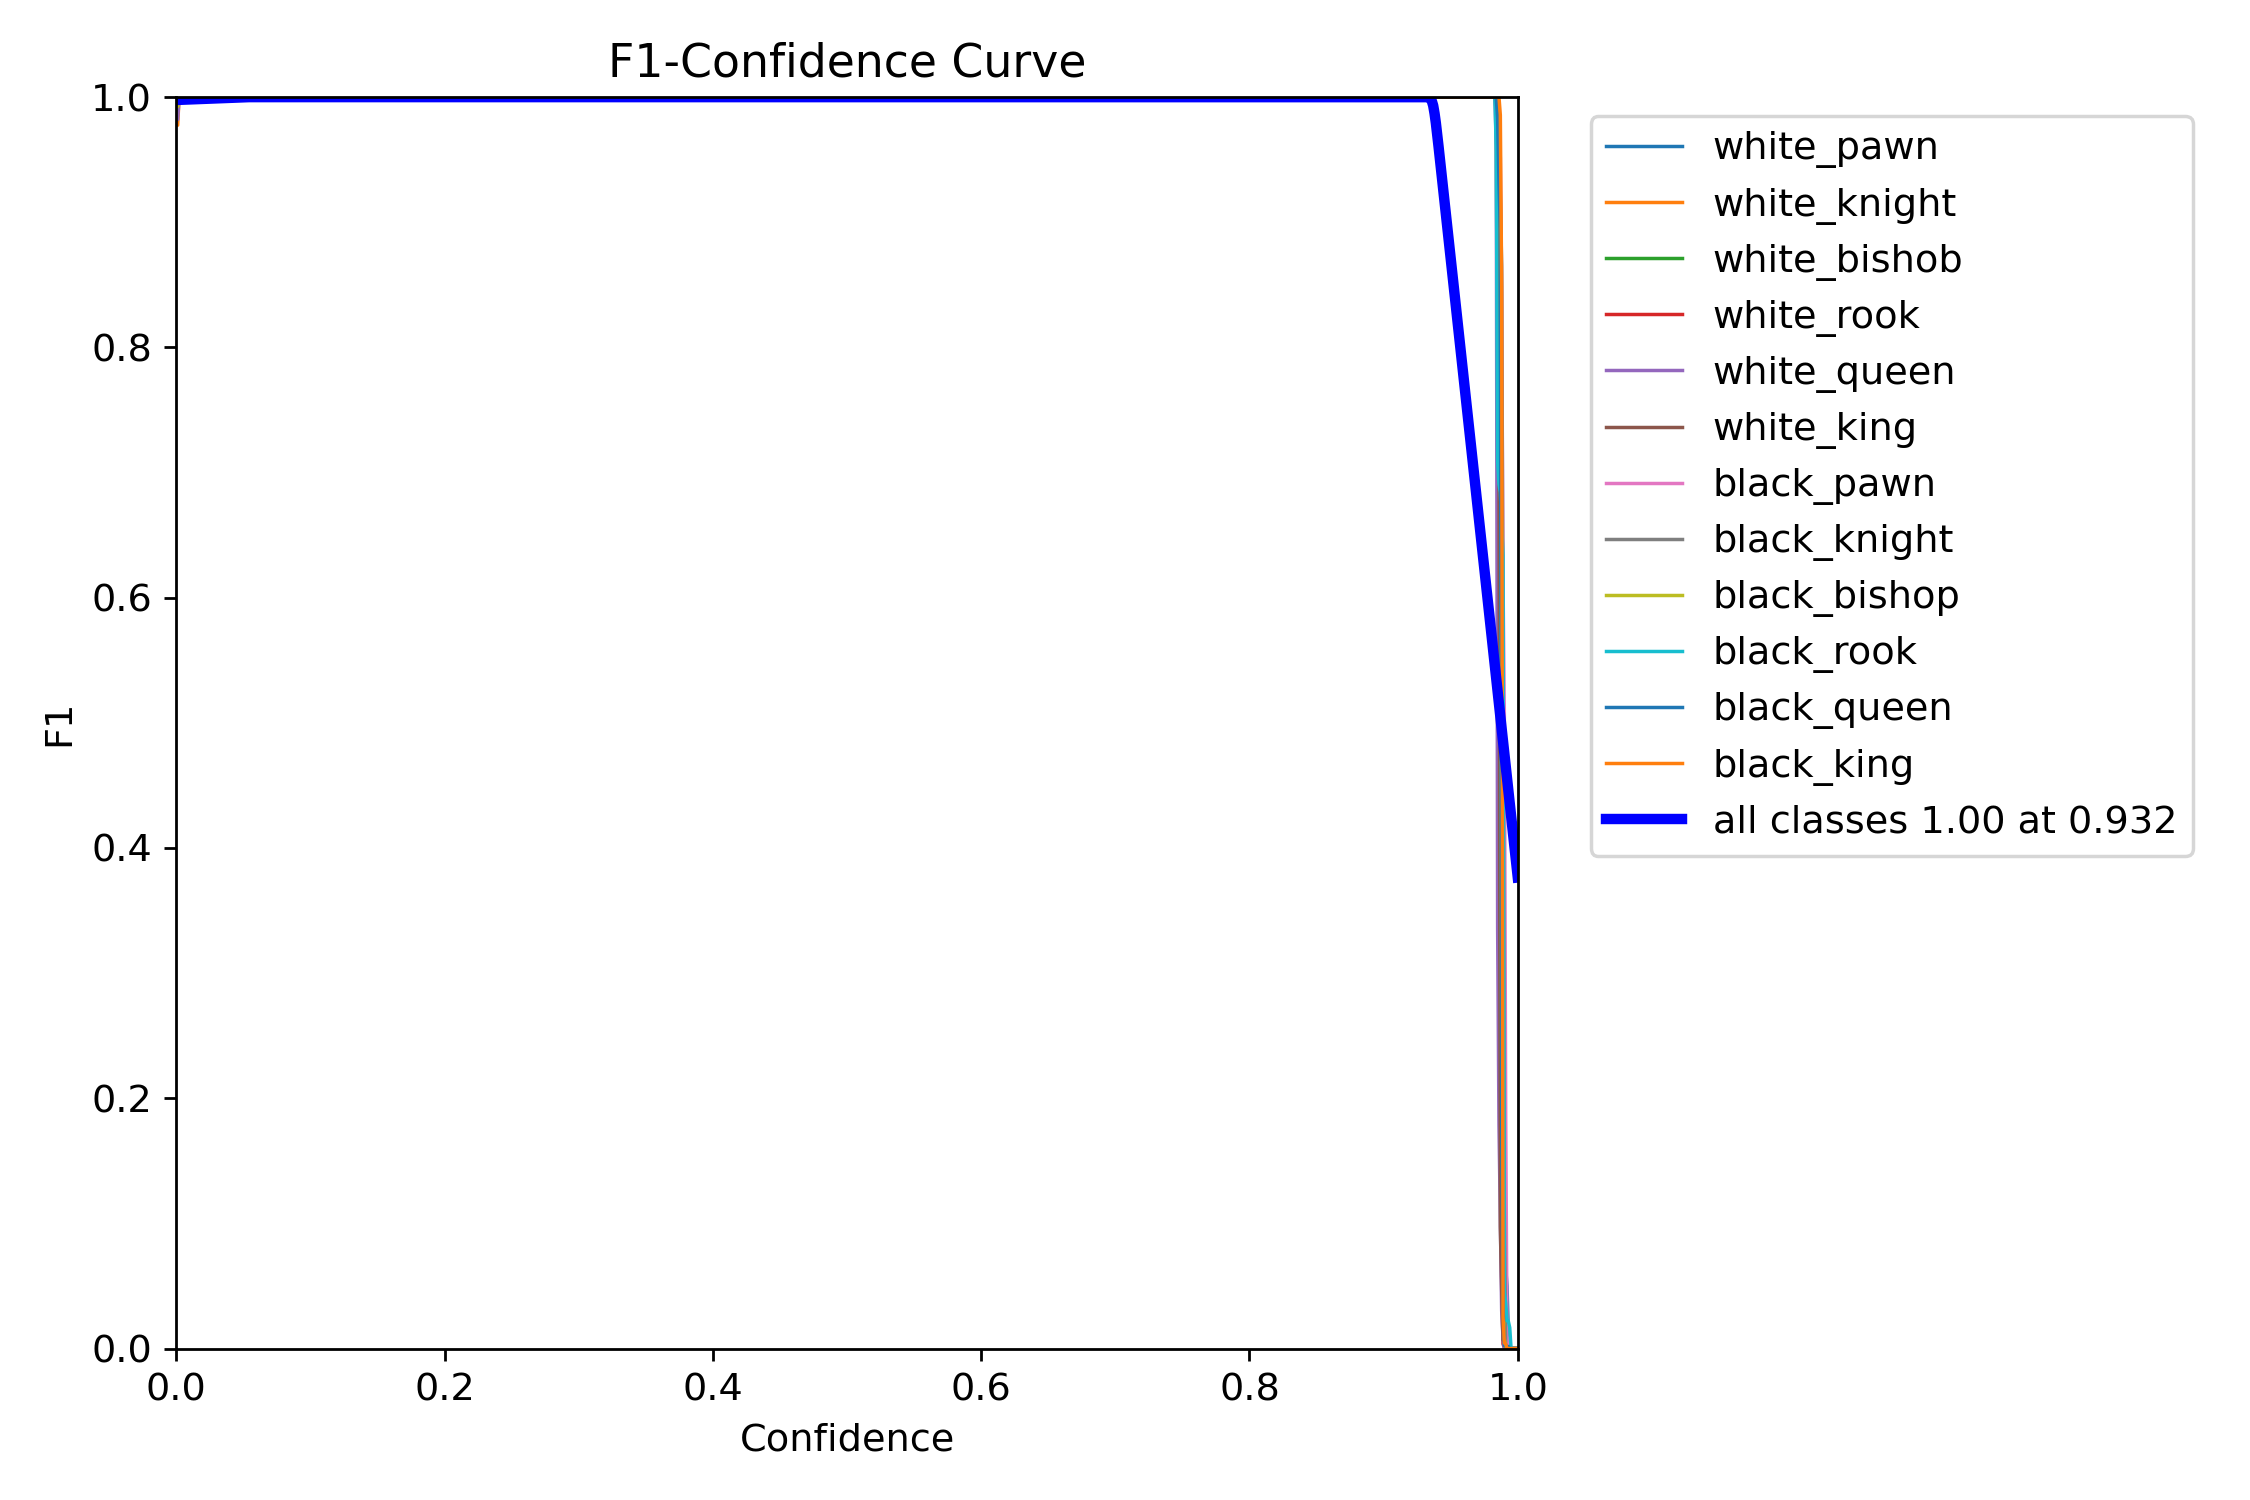 F1-Confidence Curve
1.0
0.8
0.6
0.4
0.2
0.0
F1
0.0 0.2 0.4 0.6 0.8 1.0
Confidence
white_pawn
white_knight
white_bishob
white_rook
white_queen
white_king
black_pawn
black_knight
black_bishop
black_rook
black_queen
black_king
all classes 1.00 at 0.932